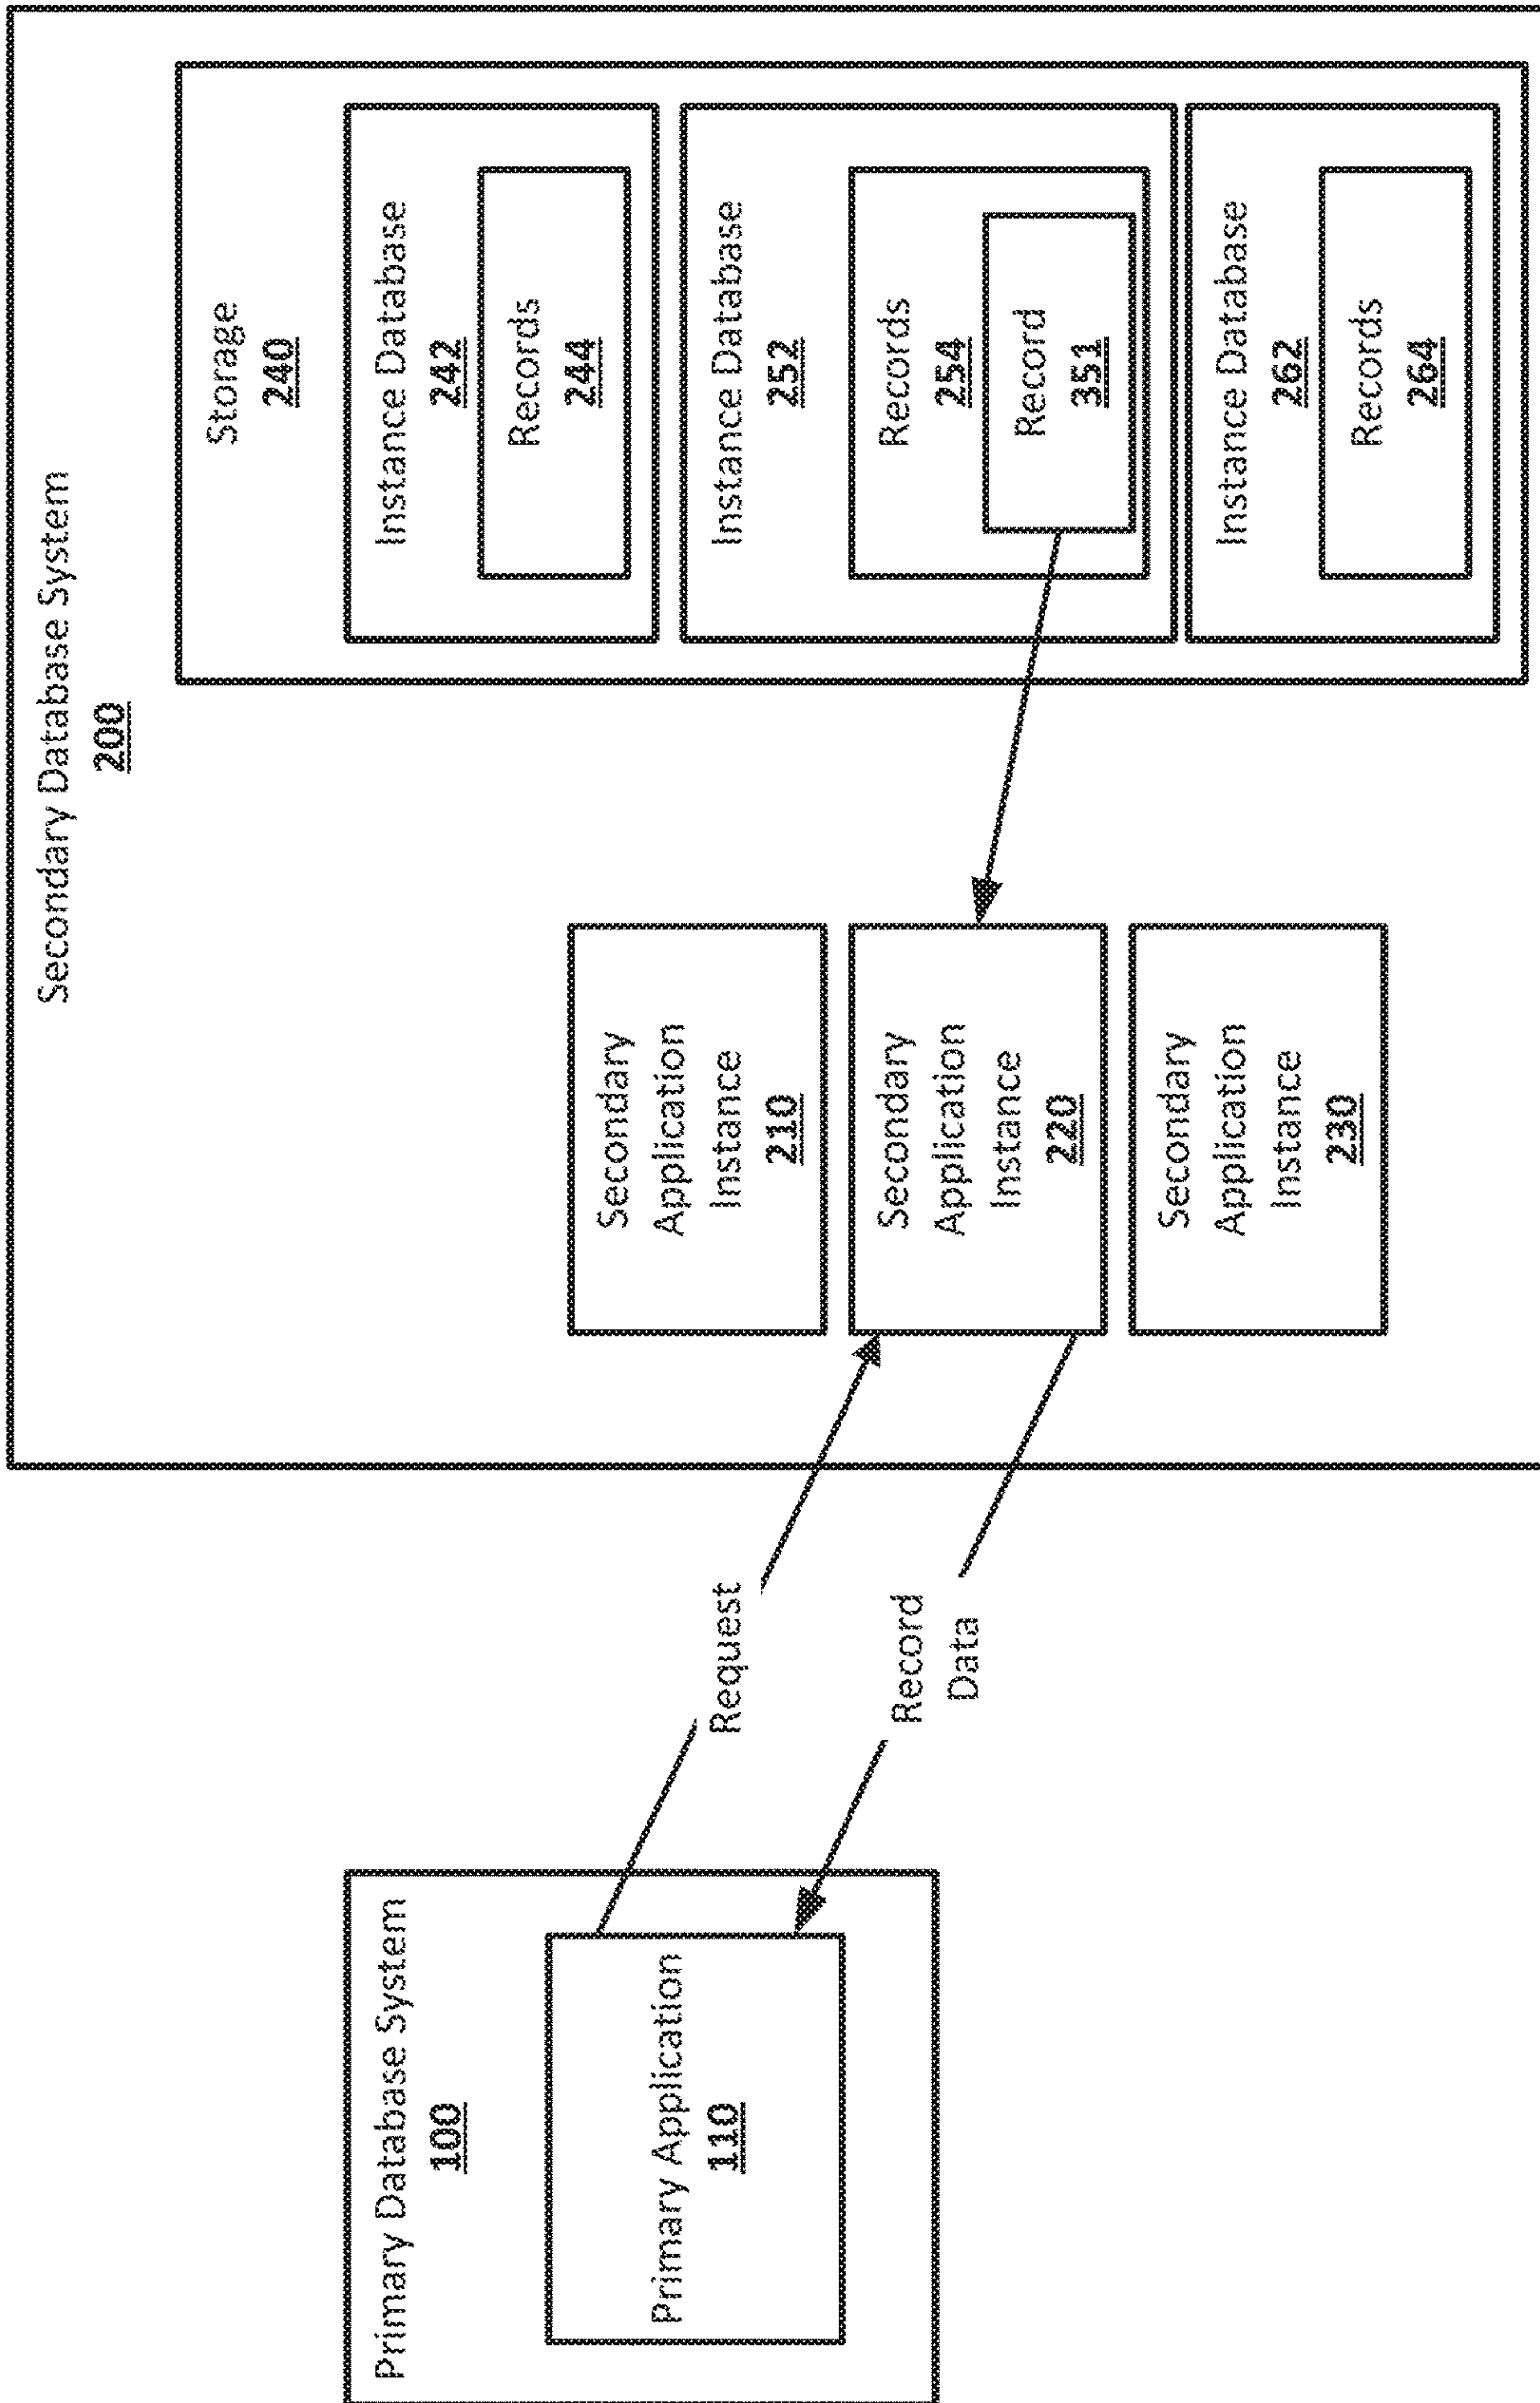 Secondary Database System
200
Storage
240
Instance Database
242
Records
244
Instance Database
252
Records
254
Record
351
Instance Database
262
Records
264
Secondary
Application
Instance
210
Secondary
Application
Instance
220
Secondary
Application
Instance
230
Request
Record
Data
Primary Database System
100
Primary Application
110